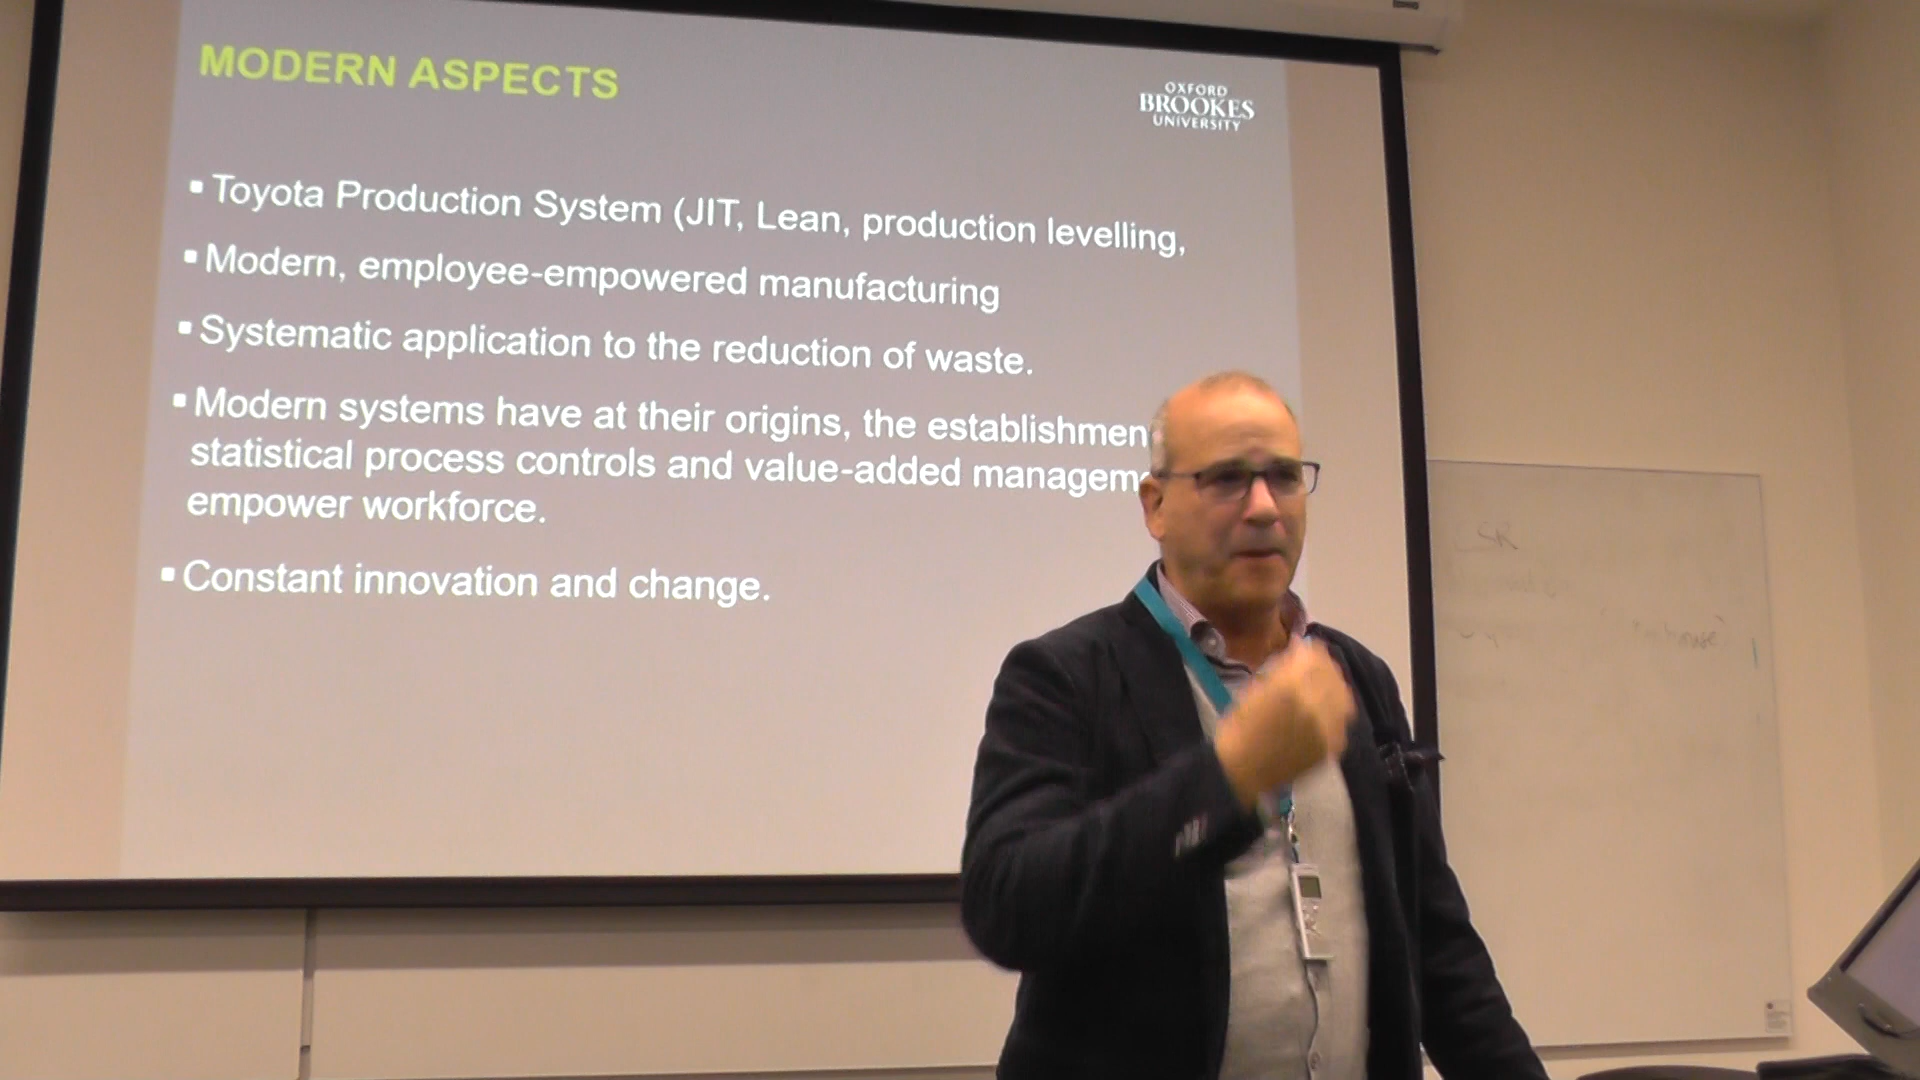 MODERN ASPECTS
OXFORD
BROOKES
UNIVERSITY
▪ Toyota Production System (JIT, Lean, production levelling,
▪ Modern, employee-empowered manufacturing
▪ Systematic application to the reduction of waste.
▪ Modern systems have at their origins, the establishmen
statistical process controls and value-added managem
empower workforce.
▪ Constant innovation and change.